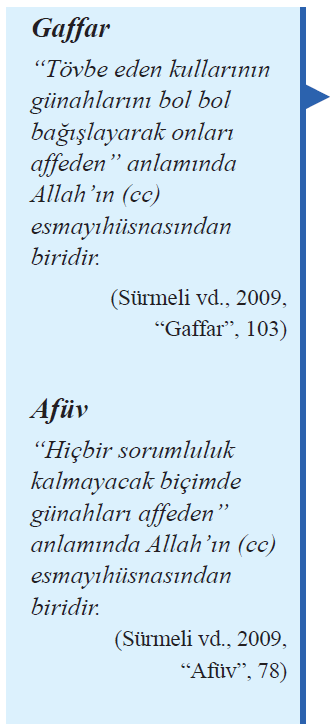 Gaffar
“Tövbe eden kullarının
günahlarını bol bol
bağışlayarak onları
affeden” anlamında
Allah’ın (cc)
esmayıhüsnasından
biridir.
(Sürmeli vd., 2009,
“Gaffar”, 103)
Afüv
“Hiçbir sorumluluk
kalmayacak biçimde
günahları affeden”
anlamında Allah’ın (cc)
esmayıhüsnasından
biridir.
(Sürmeli vd., 2009,
“Afüv”, 78)